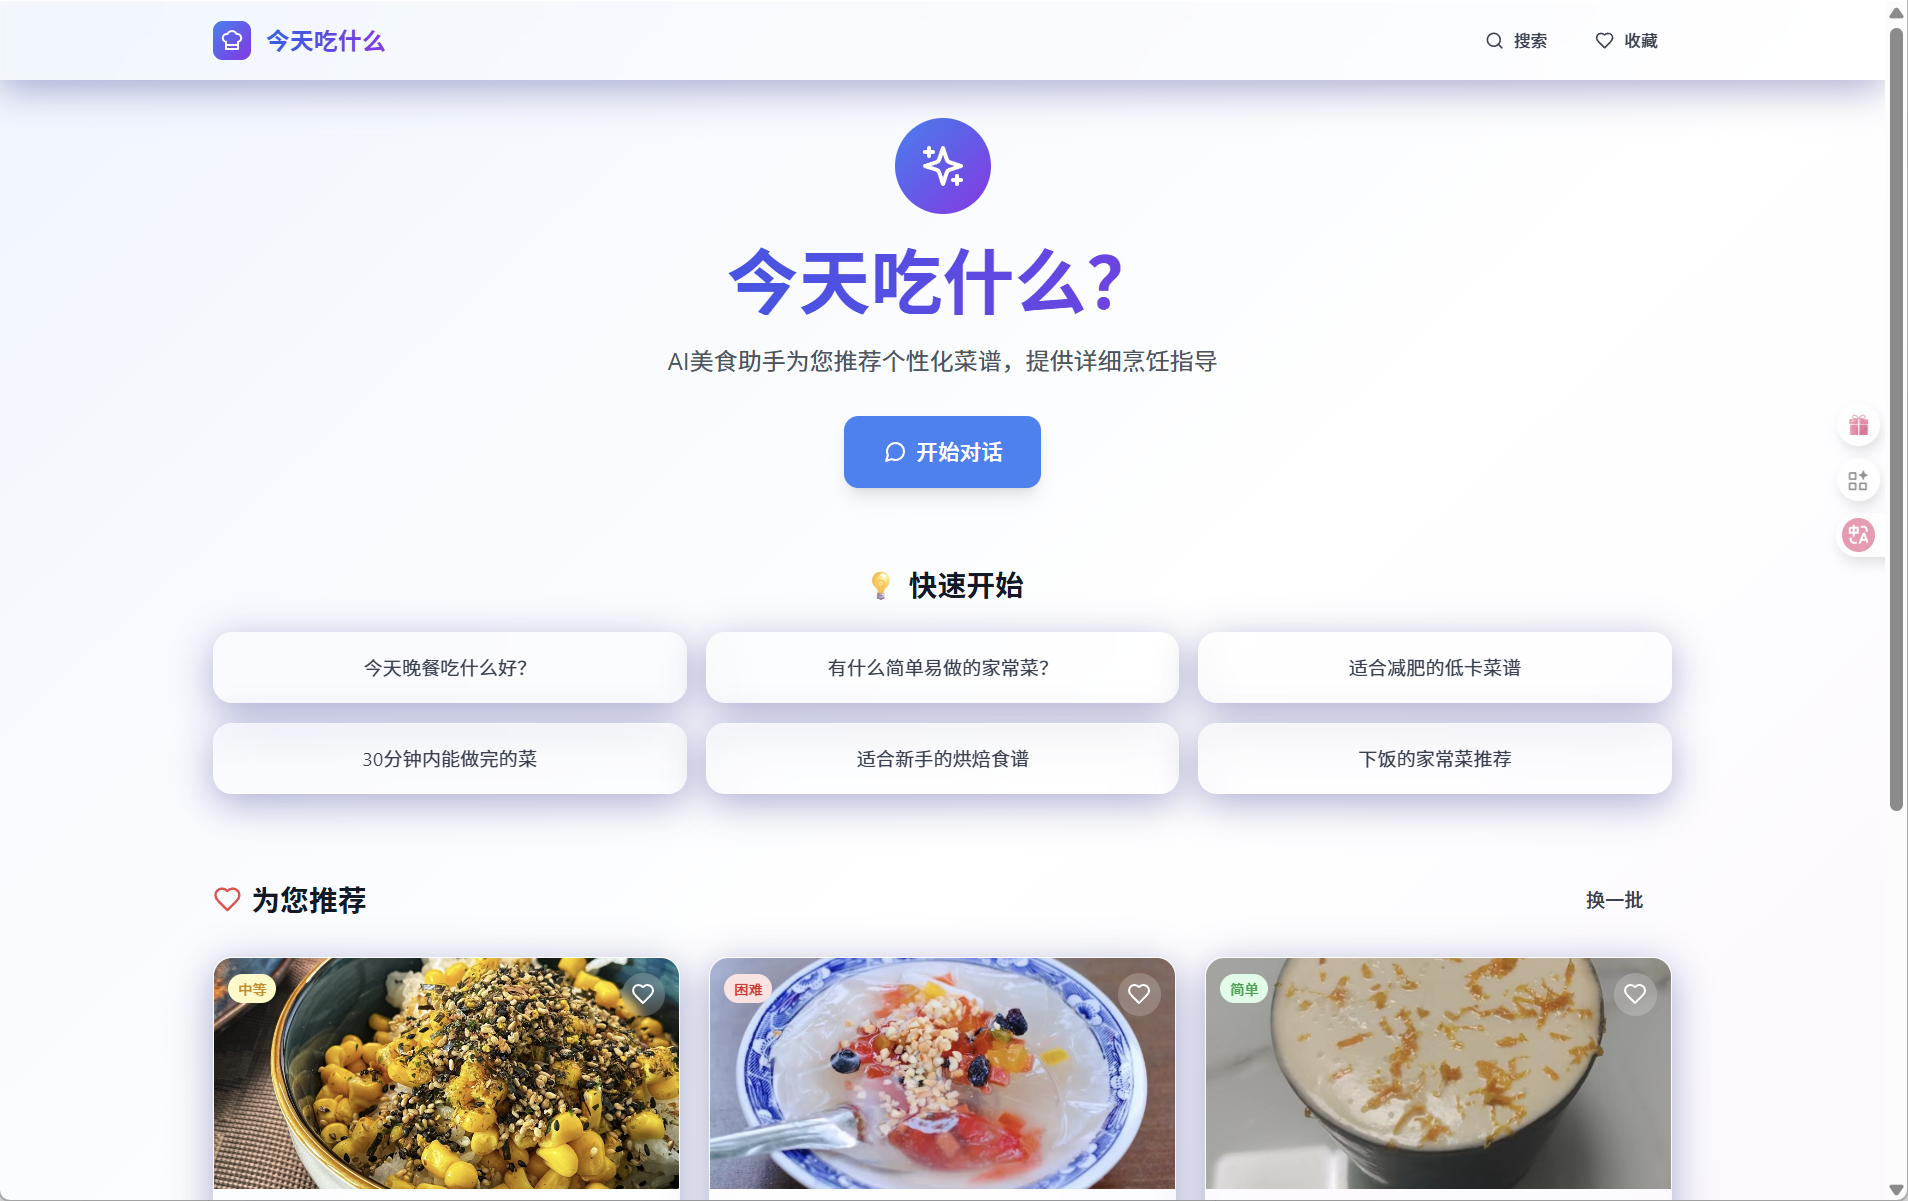 今天吃什么
搜索
收藏
今天吃什么？
AI美食助手为您推荐个性化菜谱，提供详细烹饪指导
开始对话
快速开始
今天晚餐吃什么好？
有什么简单易做的家常菜？
适合减肥的低卡菜谱
30分钟内能做完的菜
适合新手的烘焙食谱
下饭的家常菜推荐
为您推荐
换一批
中等
困难
简单
中
A